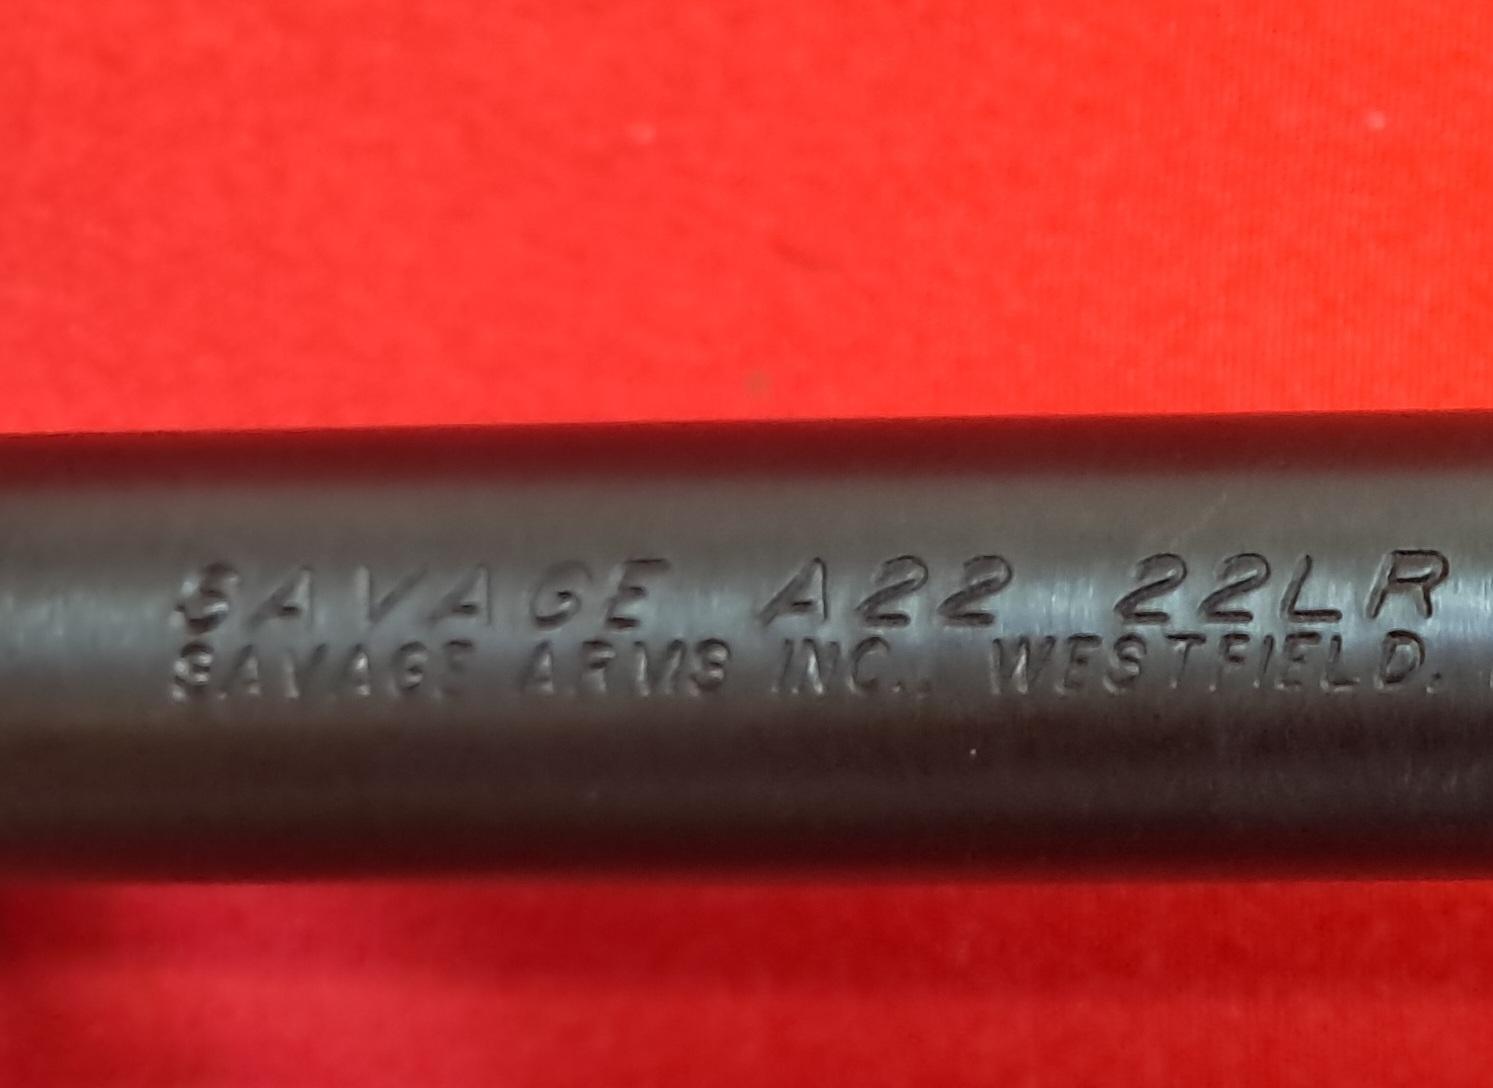 SAVAGE A22 22LR
SAVAGE ARMS INC., WESTFIELD,